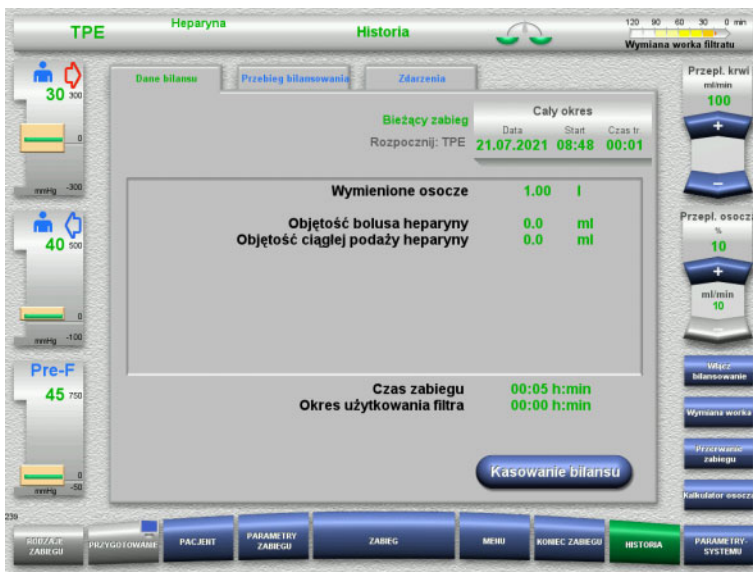 TPE
Heparyna
Historia
120 90 60 30 0 min
Wymiana worka filtratu
30 300
0
mmHg -300
40 500
0
mmHg -100
Pre-F
45 750
0
mmHg -50
Dane bilansu
Przebieg bilansowania
Zdarzenia
Bieżący zabieg
Cały okres
Data Start Czas tr.
Rozpocznij: TPE 21.07.2021 08:48 00:01
Wymienione osocze 1.00 l
Objętość bolusa heparyny 0.0 ml
Objętość ciągłej podaży heparyny 0.0 ml
Czas zabiegu 00:05 h:min
Okres użytkowania filtra 00:00 h:min
Kasowanie bilansu
Przepl. krwi
ml/min
100
+
−
Przepl. osocza
%
10
+
ml/min
10
−
Włącz
bilansowanie
Wymiana worka
Przerwanie
zabiegu
Kalkulator osocza
239
RODZAJE
ZABIEGU
PRZYGOTOWANIE
PACJENT
PARAMETRY
ZABIEGU
ZABIEG
MENU
KONIEC ZABIEGU
HISTORIA
PARAMETRY-
SYSTEMU